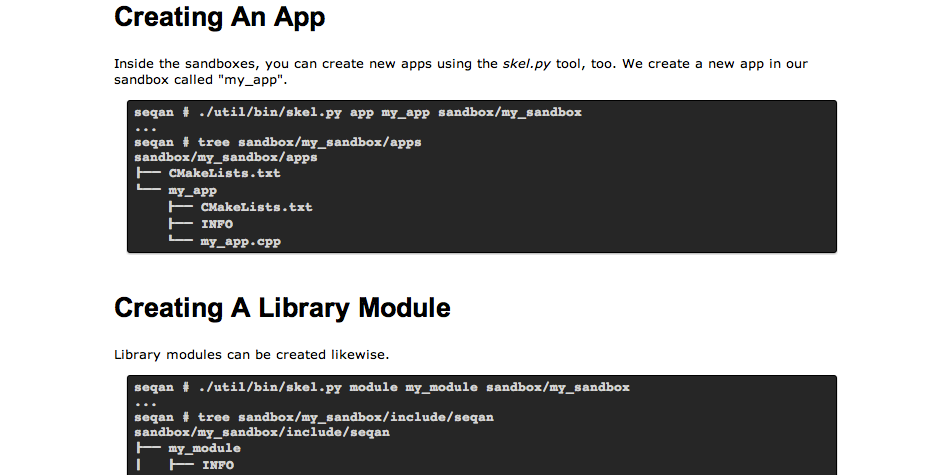 Creating An App
Inside the sandboxes, you can create new apps using the skel.py tool, too. We create a new app in our
sandbox called "my_app".
seqan # ./util/bin/skel.py app my_app sandbox/my_sandbox
...
seqan # tree sandbox/my_sandbox/apps
sandbox/my_sandbox/apps
├── CMakeLists.txt
└── my_app
    ├── CMakeLists.txt
    ├── INFO
    └── my_app.cpp
Creating A Library Module
Library modules can be created likewise.
seqan # ./util/bin/skel.py module my_module sandbox/my_sandbox
...
seqan # tree sandbox/my_sandbox/include/seqan
sandbox/my_sandbox/include/seqan
├── my_module
│   ├── INFO